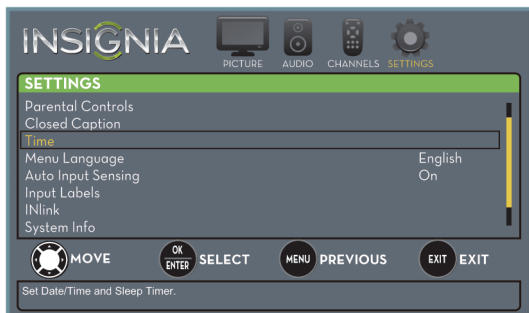 INSIGNIA
PICTURE AUDIO CHANNELS SETTINGS
SETTINGS
Parental Controls
Closed Caption
Time
Menu Language English
Auto Input Sensing On
Input Labels
INlink
System Info
MOVE OK ENTER SELECT MENU PREVIOUS EXIT EXIT
Set Date/Time and Sleep Timer.